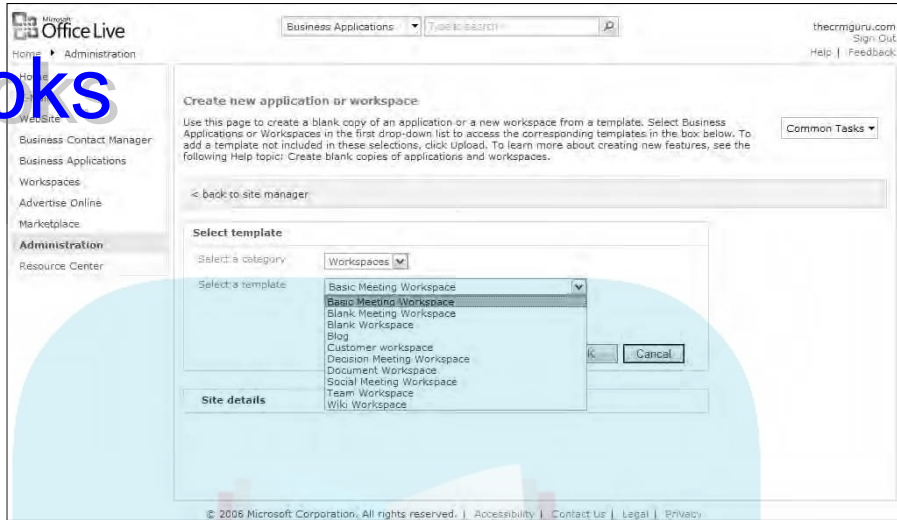 Microsoft
Office Live
Business Applications
Type to search
thecrmguru.com
Sign Out
Help | Feedback
Home ▸ Administration
Home
oks
WebSite
Business Contact Manager
Business Applications
Workspaces
Advertise Online
Marketplace
Administration
Resource Center
Create new application or workspace
Use this page to create a blank copy of an application or a new workspace from a template. Select Business
Applications or Workspaces in the first drop-down list to access the corresponding templates in the box below. To
add a template not included in these selections, click Upload. To learn more about creating new features, see the
following Help topic: Create blank copies of applications and workspaces.
Common Tasks
< back to site manager
Select template
Select a category
Workspaces
Select a template
Basic Meeting Workspace
Basic Meeting Workspace
Blank Meeting Workspace
Blank Workspace
Blog
Customer workspace
Decision Meeting Workspace
Document Workspace
Social Meeting Workspace
Team Workspace
Wiki Workspace
K
Cancel
Site details
© 2006 Microsoft Corporation. All rights reserved. | Accessibility | Contact Us | Legal | Privacy